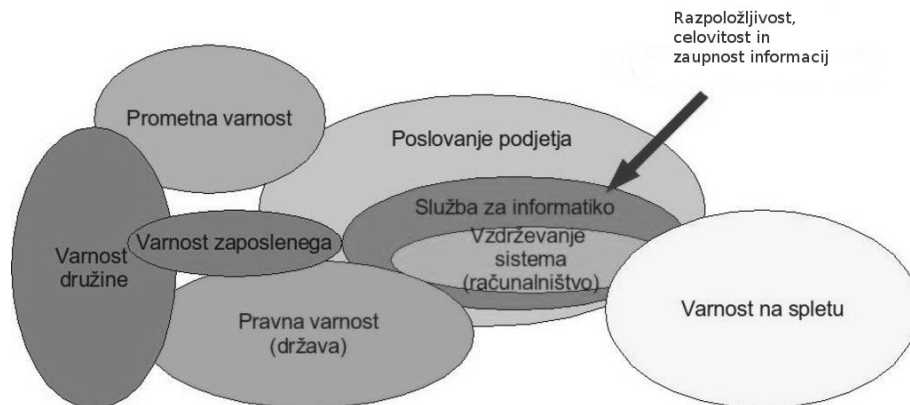 Razpoložljivost,
celovitost in
zaupnost informacij
Prometna varnost
Poslovanje podjetja
Služba za informatiko
Vzdrževanje
sistema
(računalništvo)
Varnost zaposlenega
Varnost
družine
Pravna varnost
(država)
Varnost na spletu